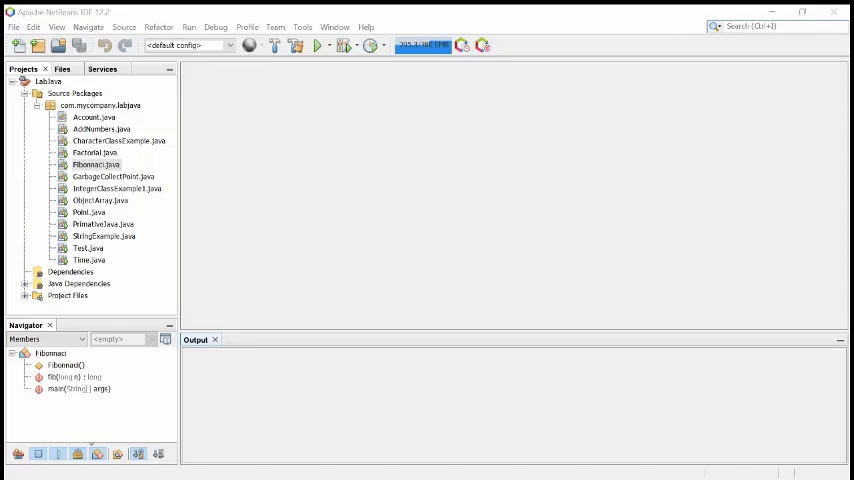 Apache NetBeans IDE 12.2
File Edit View Navigate Source Refactor Run Debug Profile Team Tools Window Help
Search (Ctrl+I)
<default config>
Projects Files Services
LabJava
Source Packages
com.mycompany.labjava
Account.java
AddNumbers.java
CharacterClassExample.java
Factorial.java
Fibonnaci.java
GarbageCollectPoint.java
IntegerClassExample1.java
ObjectArray.java
Point.java
PrimativeJava.java
StringExample.java
Test.java
Time.java
Dependencies
Java Dependencies
Project Files
Navigator
Members <empty>
Fibonnaci
Fibonnaci()
fib(long n) : long
main(String[] args)
Output